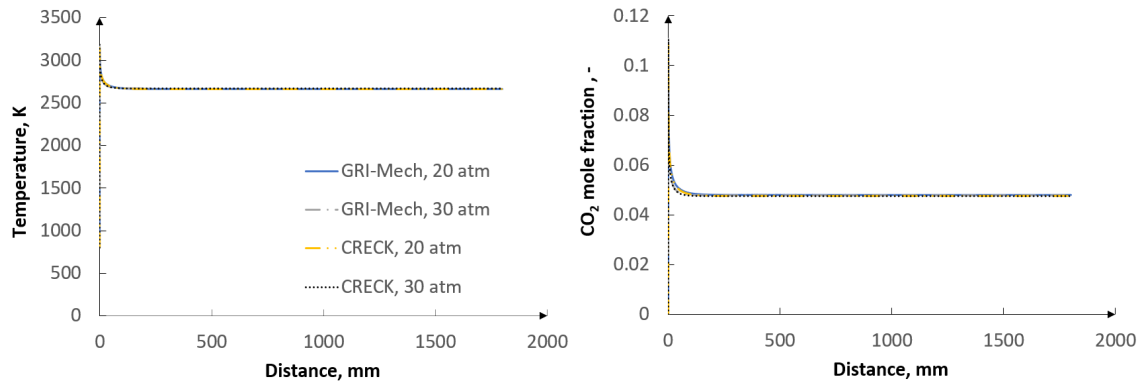 3500
3000
2500
2000
1500
1000
500
0
Temperature, K
GRI-Mech, 20 atm
GRI-Mech, 30 atm
CRECK, 20 atm
CRECK, 30 atm
0 500 1000 1500 2000
Distance, mm
0.12
0.1
0.08
0.06
0.04
0.02
0
CO₂ mole fraction , -
0 500 1000 1500 2000
Distance, mm